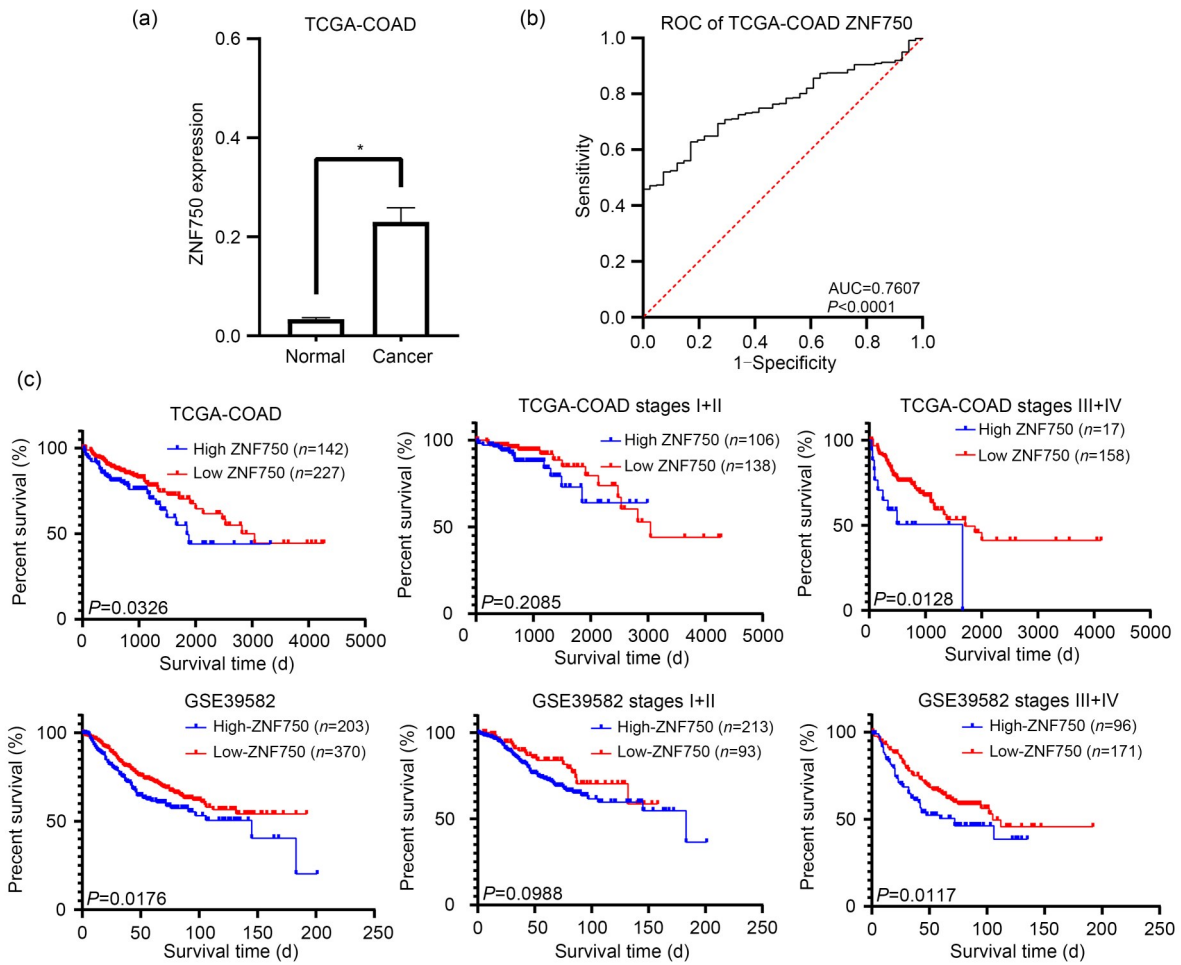 (a)
TCGA-COAD
ZNF750 expression
0.6
0.4
0.2
0.0
*
Normal Cancer
(b)
ROC of TCGA-COAD ZNF750
Sensitivity
1.0
0.8
0.6
0.4
0.2
0.0
AUC=0.7607
P<0.0001
0.0 0.2 0.4 0.6 0.8 1.0
1−Specificity
(c)
TCGA-COAD
High ZNF750 (n=142)
Low ZNF750 (n=227)
Percent survival (%)
100
50
0
P=0.0326
0 1000 2000 3000 4000 5000
Survival time (d)
TCGA-COAD stages I+II
High ZNF750 (n=106)
Low ZNF750 (n=138)
Percent survival (%)
100
50
0
P=0.2085
0 1000 2000 3000 4000 5000
Survival time (d)
TCGA-COAD stages III+IV
High ZNF750 (n=17)
Low ZNF750 (n=158)
Percent survival (%)
100
50
0
P=0.0128
0 1000 2000 3000 4000 5000
Survival time (d)
GSE39582
High-ZNF750 (n=203)
Low-ZNF750 (n=370)
Precent survival (%)
100
50
0
P=0.0176
0 50 100 150 200 250
Survival time (d)
GSE39582 stages I+II
High-ZNF750 (n=213)
Low-ZNF750 (n=93)
Precent survival (%)
100
50
0
P=0.0988
0 50 100 150 200 250
Survival time (d)
GSE39582 stages III+IV
High-ZNF750 (n=96)
Low-ZNF750 (n=171)
Precent survival (%)
100
50
0
P=0.0117
0 50 100 150 200 250
Survival time (d)